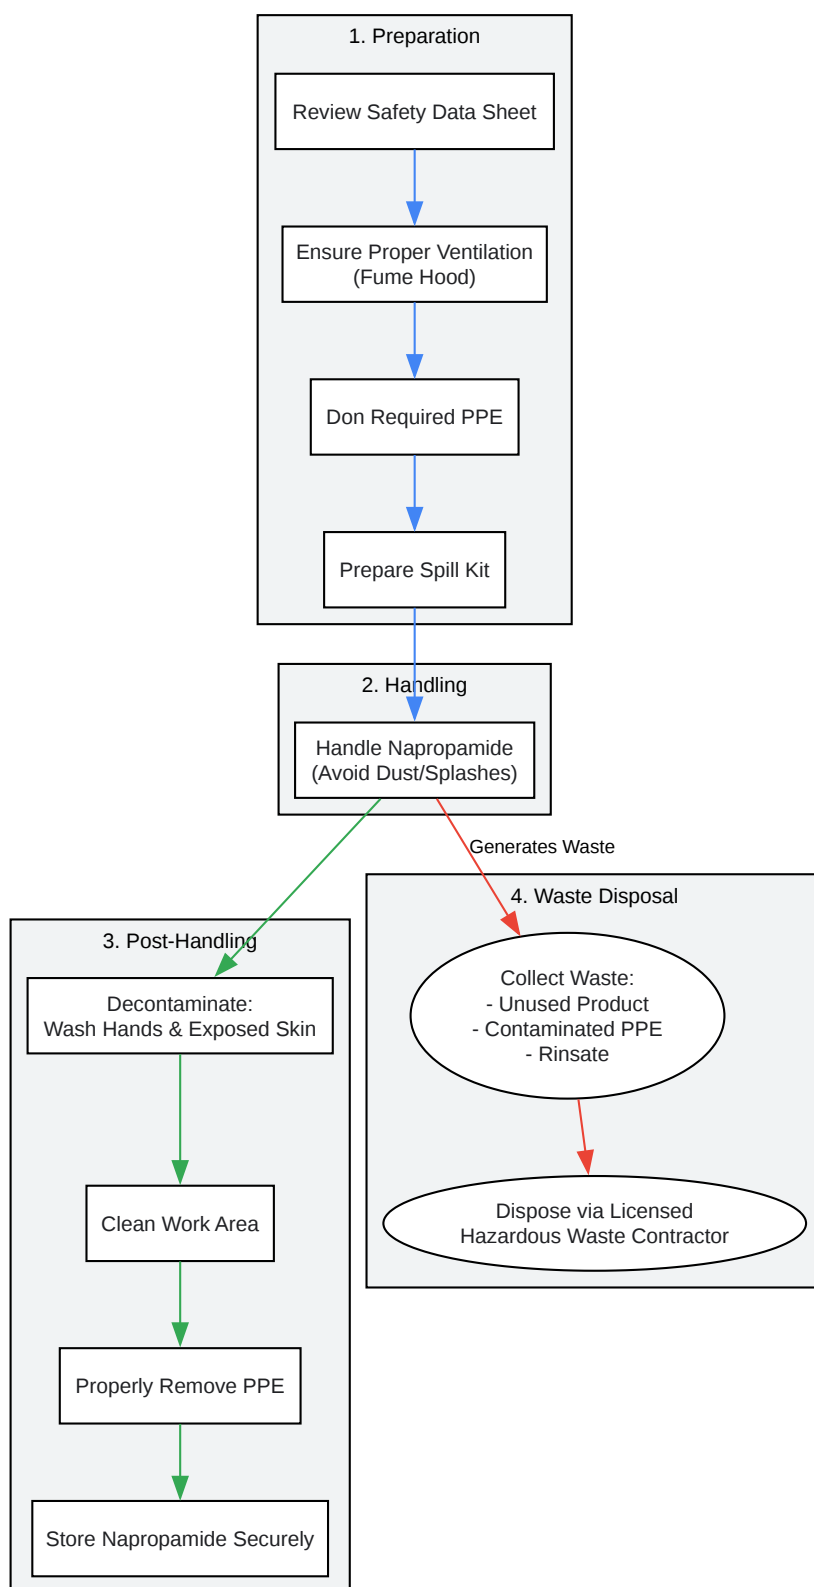 1. Preparation
Review Safety Data Sheet
Ensure Proper Ventilation
(Fume Hood)
Don Required PPE
Prepare Spill Kit
2. Handling
Handle Napropamide
(Avoid Dust/Splashes)
Generates Waste
3. Post-Handling
Decontaminate:
Wash Hands & Exposed Skin
Clean Work Area
Properly Remove PPE
Store Napropamide Securely
4. Waste Disposal
Collect Waste:
- Unused Product
- Contaminated PPE
- Rinsate
Dispose via Licensed
Hazardous Waste Contractor